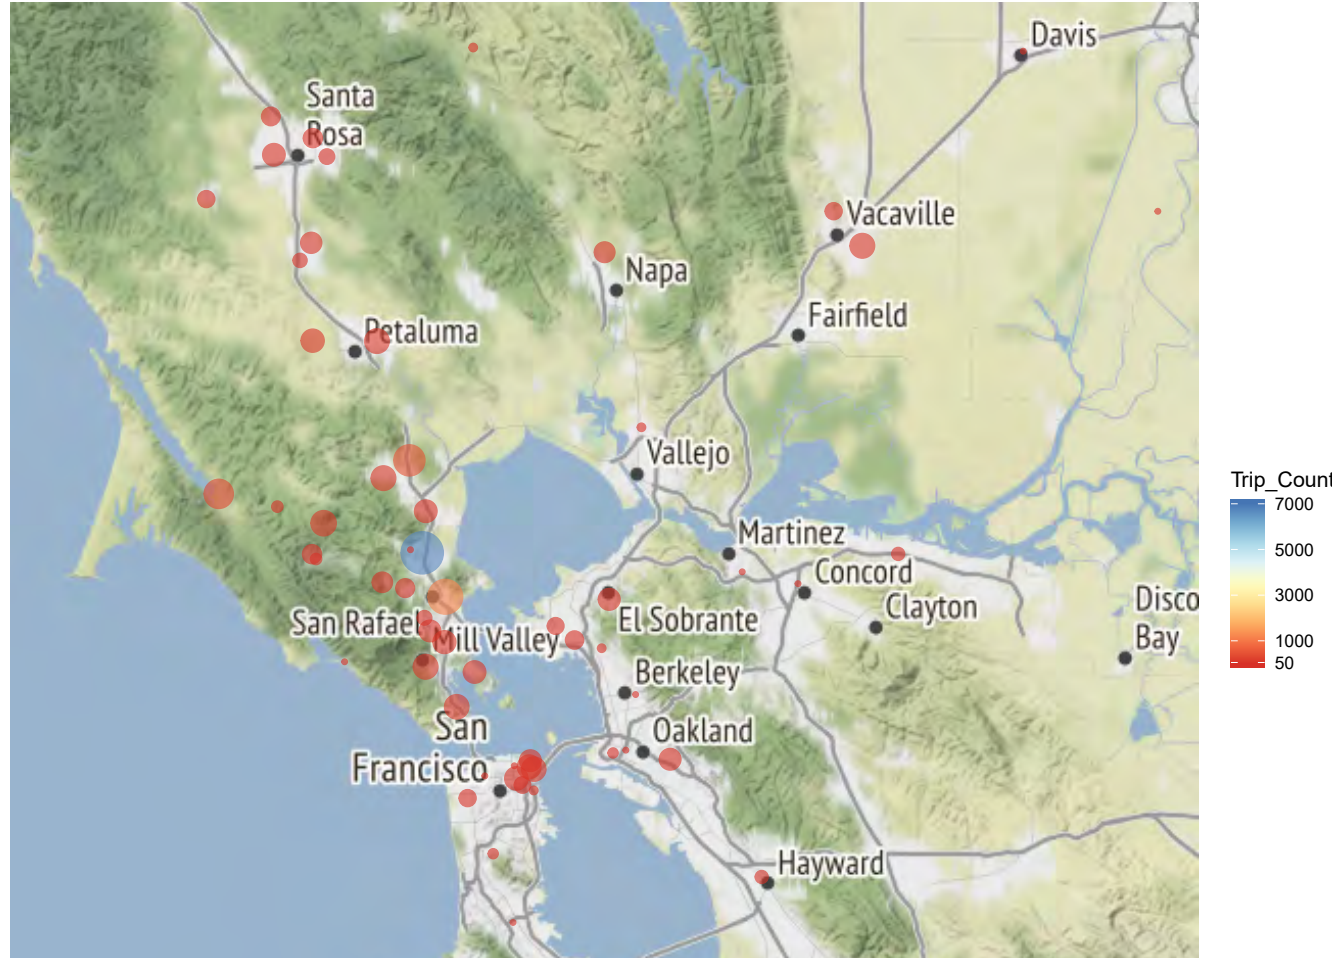 Davis
Santa
Rosa
Vacaville
Napa
Fairfield
Petaluma
Vallejo
Trip_Count
7000
5000
3000
1000
50
Martinez
Concord
Clayton
Disco
Bay
El Sobrante
San Rafael
Mill Valley
Berkeley
Oakland
San
Francisco
Hayward